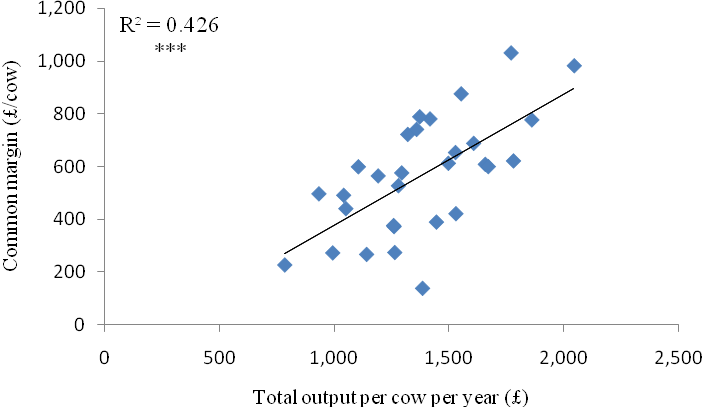 R² = 0.426
***
1,200
1,000
800
600
400
200
0
Common margin (£/cow)
0 500 1,000 1,500 2,000 2,500
Total output per cow per year (£)